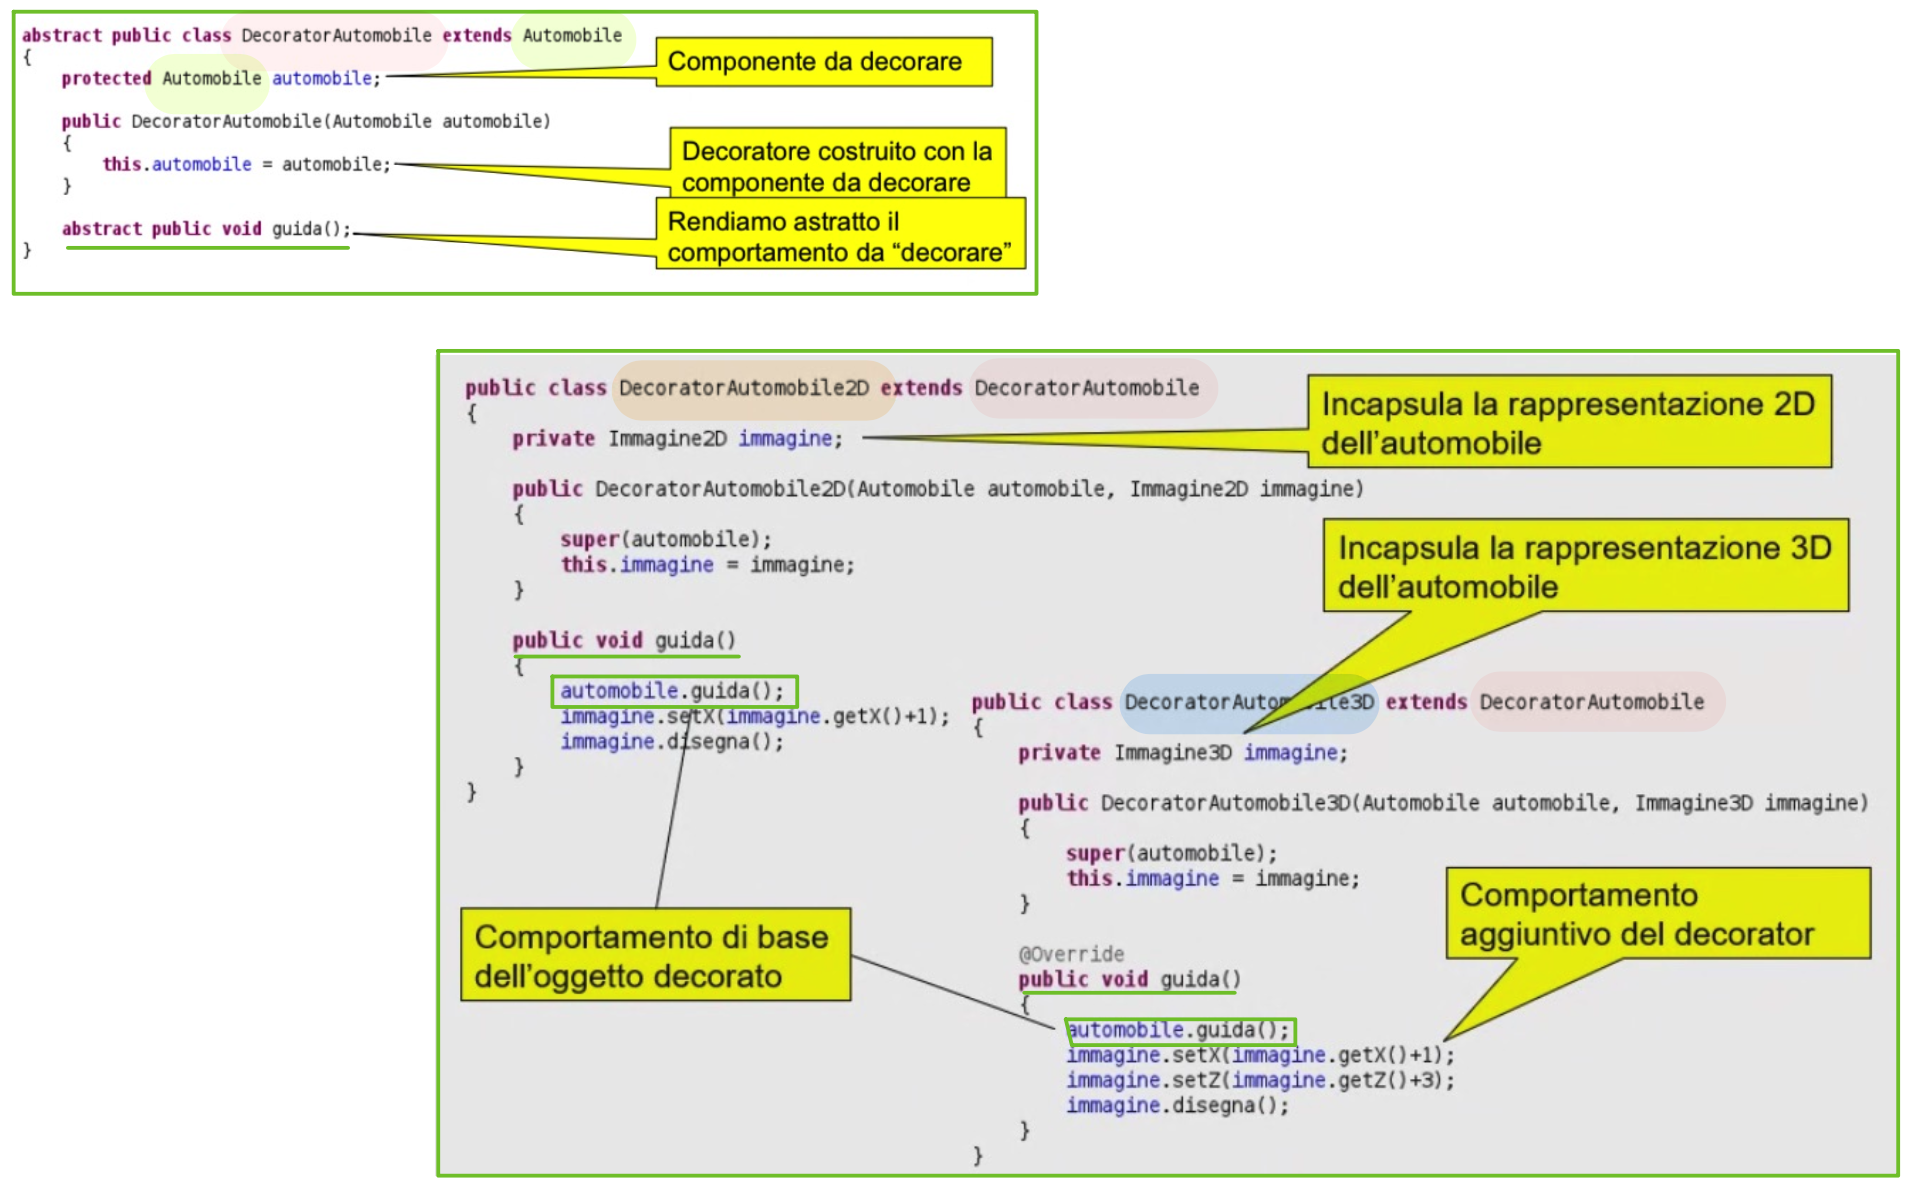 abstract public class DecoratorAutomobile extends Automobile
{
protected Automobile automobile;
Componente da decorare
public DecoratorAutomobile(Automobile automobile)
{
this.automobile = automobile;
}
Decoratore costruito con la
componente da decorare
abstract public void guida();
}
Rendiamo astratto il
comportamento da “decorare”
public class DecoratorAutomobile2D extends DecoratorAutomobile
{
private Immagine2D immagine;
Incapsula la rappresentazione 2D
dell’automobile
public DecoratorAutomobile2D(Automobile automobile, Immagine2D immagine)
{
super(automobile);
this.immagine = immagine;
}
public void guida()
{
automobile.guida();
immagine.setX(immagine.getX()+1);
immagine.disegna();
}
}
Incapsula la rappresentazione 3D
dell’automobile
public class DecoratorAutomobile3D extends DecoratorAutomobile
{
private Immagine3D immagine;
public DecoratorAutomobile3D(Automobile automobile, Immagine3D immagine)
{
super(automobile);
this.immagine = immagine;
}
@Override
public void guida()
{
automobile.guida();
immagine.setX(immagine.getX()+1);
immagine.setZ(immagine.getZ()+3);
immagine.disegna();
}
}
Comportamento di base
dell’oggetto decorato
Comportamento
aggiuntivo del decorator